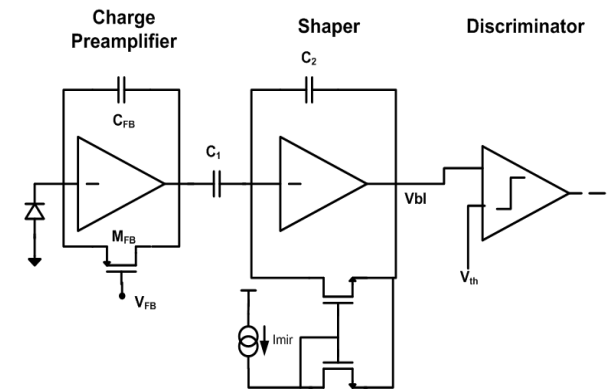 Charge
Preamplifier
Shaper
Discriminator
C2
CFB
C1
Vbl
MFB
Vth
VFB
Imir